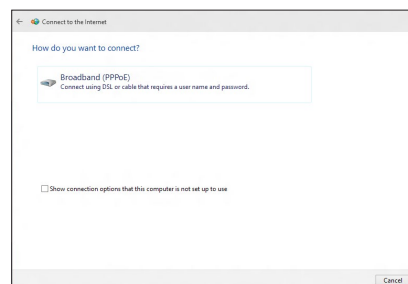 Connect to the Internet
How do you want to connect?
Broadband (PPPoE)
Connect using DSL or cable that requires a user name and password.
Show connection options that this computer is not set up to use
Cancel